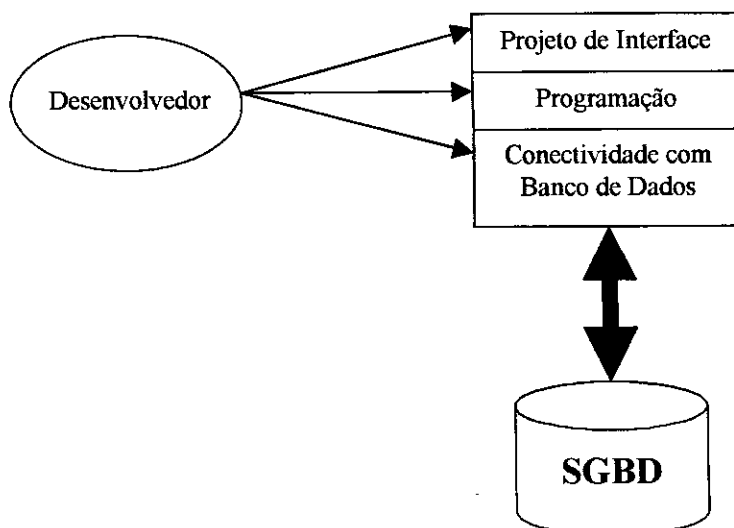 Projeto de Interface
Desenvolvedor
Programação
Conectividade com
Banco de Dados
SGBD